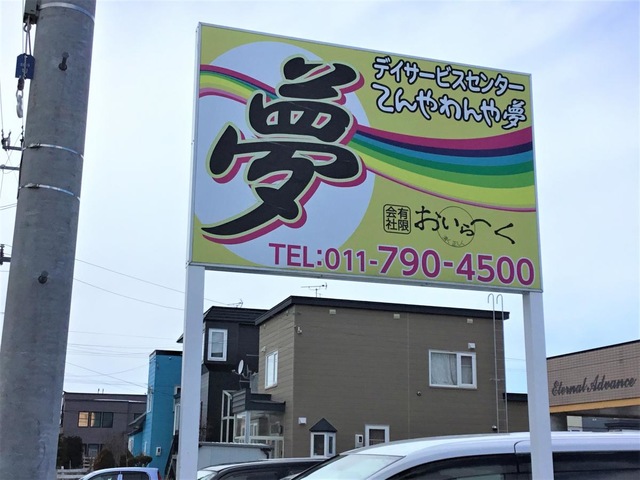 夢
デイサービスセンター
てんやわんや夢
有限
会社
おいらーく
TEL:011-790-4500
Eternal Advance